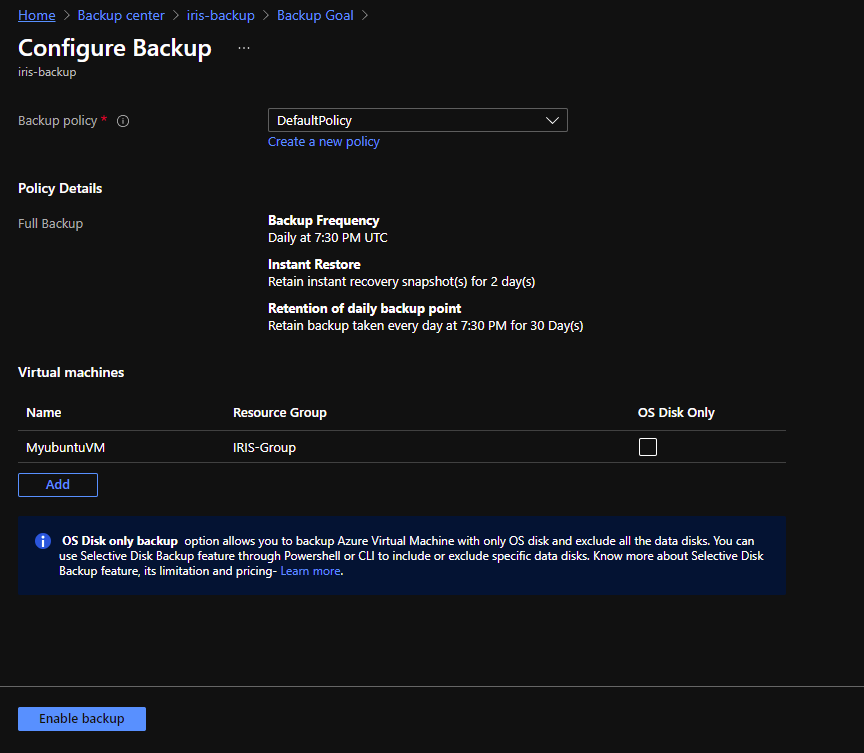 Home > Backup center > iris-backup > Backup Goal >
Configure Backup ...
iris-backup
Backup policy *
DefaultPolicy
Create a new policy
Policy Details
Full Backup
Backup Frequency
Daily at 7:30 PM UTC
Instant Restore
Retain instant recovery snapshot(s) for 2 day(s)
Retention of daily backup point
Retain backup taken every day at 7:30 PM for 30 Day(s)
Virtual machines
Name Resource Group OS Disk Only
MyubuntuVM IRIS-Group
Add
OS Disk only backup option allows you to backup Azure Virtual Machine with only OS disk and exclude all the data disks. You can
use Selective Disk Backup feature through Powershell or CLI to include or exclude specific data disks. Know more about Selective Disk
Backup feature, its limitation and pricing- Learn more.
Enable backup